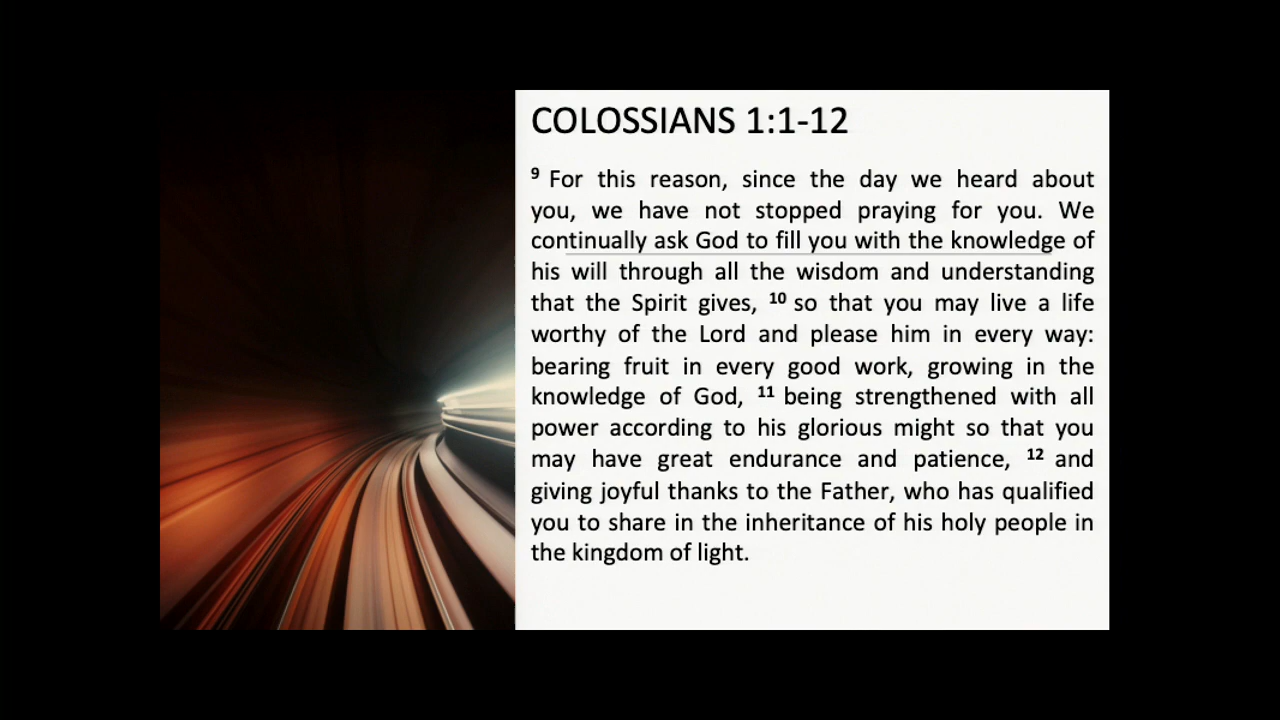 COLOSSIANS 1:1-12
⁹ For this reason, since the day we heard about
you, we have not stopped praying for you. We
continually ask God to fill you with the knowledge of
his will through all the wisdom and understanding
that the Spirit gives, ¹⁰ so that you may live a life
worthy of the Lord and please him in every way:
bearing fruit in every good work, growing in the
knowledge of God, ¹¹ being strengthened with all
power according to his glorious might so that you
may have great endurance and patience, ¹² and
giving joyful thanks to the Father, who has qualified
you to share in the inheritance of his holy people in
the kingdom of light.